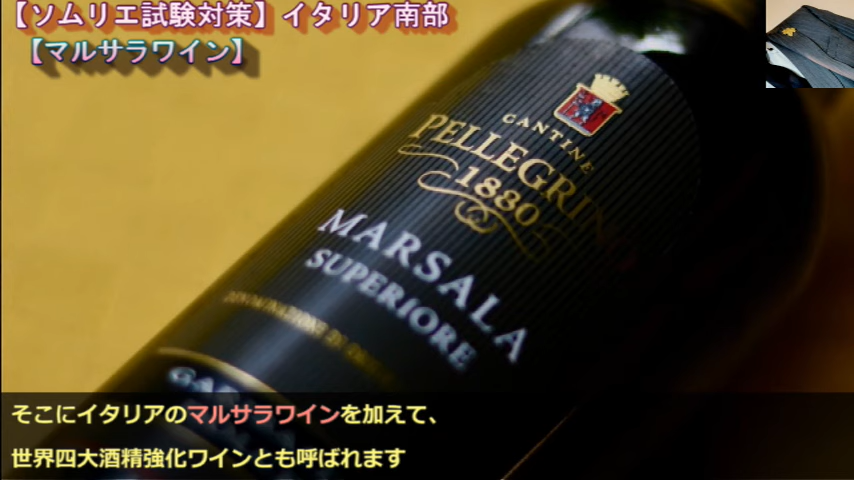 【ソムリエ試験対策】イタリア南部
【マルサラワイン】
CANTINE
PELLEGRINO
1880
MARSALA
SUPERIORE
そこにイタリアのマルサラワインを加えて、
世界四大酒精強化ワインとも呼ばれます